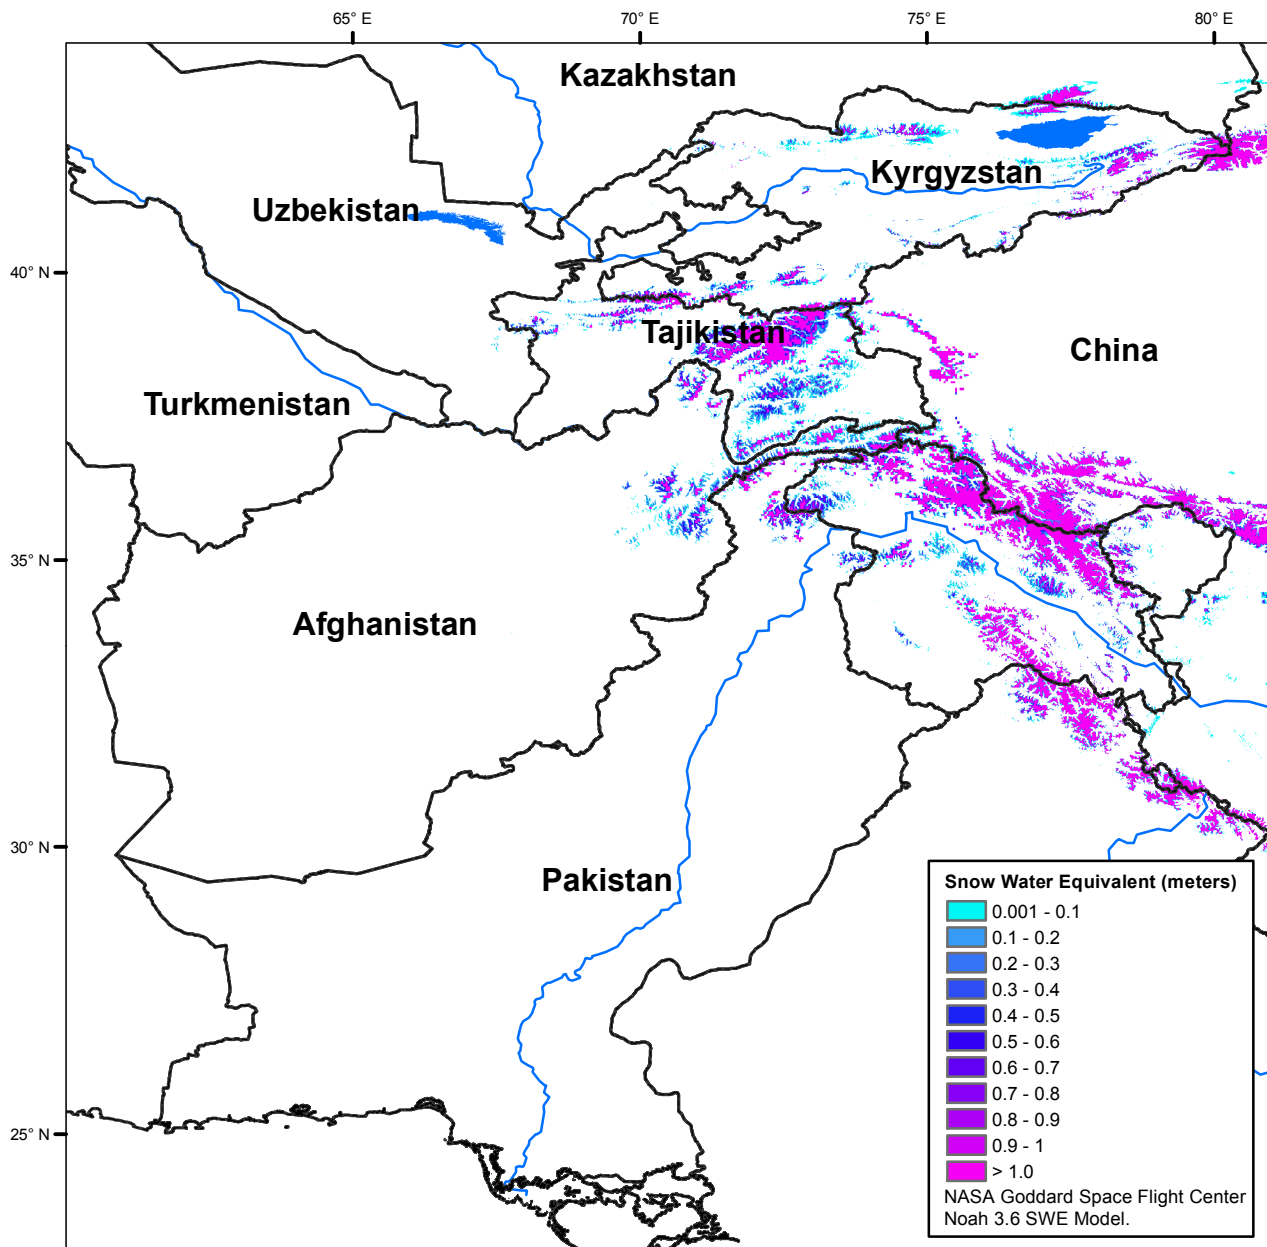 65° E
70° E
75° E
80° E
Kazakhstan
Kyrgyzstan
Uzbekistan
40° N
Tajikistan
China
Turkmenistan
35° N
Afghanistan
30° N
Pakistan
25° N
Snow Water Equivalent (meters)
0.001 - 0.1
0.1 - 0.2
0.2 - 0.3
0.3 - 0.4
0.4 - 0.5
0.5 - 0.6
0.6 - 0.7
0.7 - 0.8
0.8 - 0.9
0.9 - 1
> 1.0
NASA Goddard Space Flight Center
Noah 3.6 SWE Model.